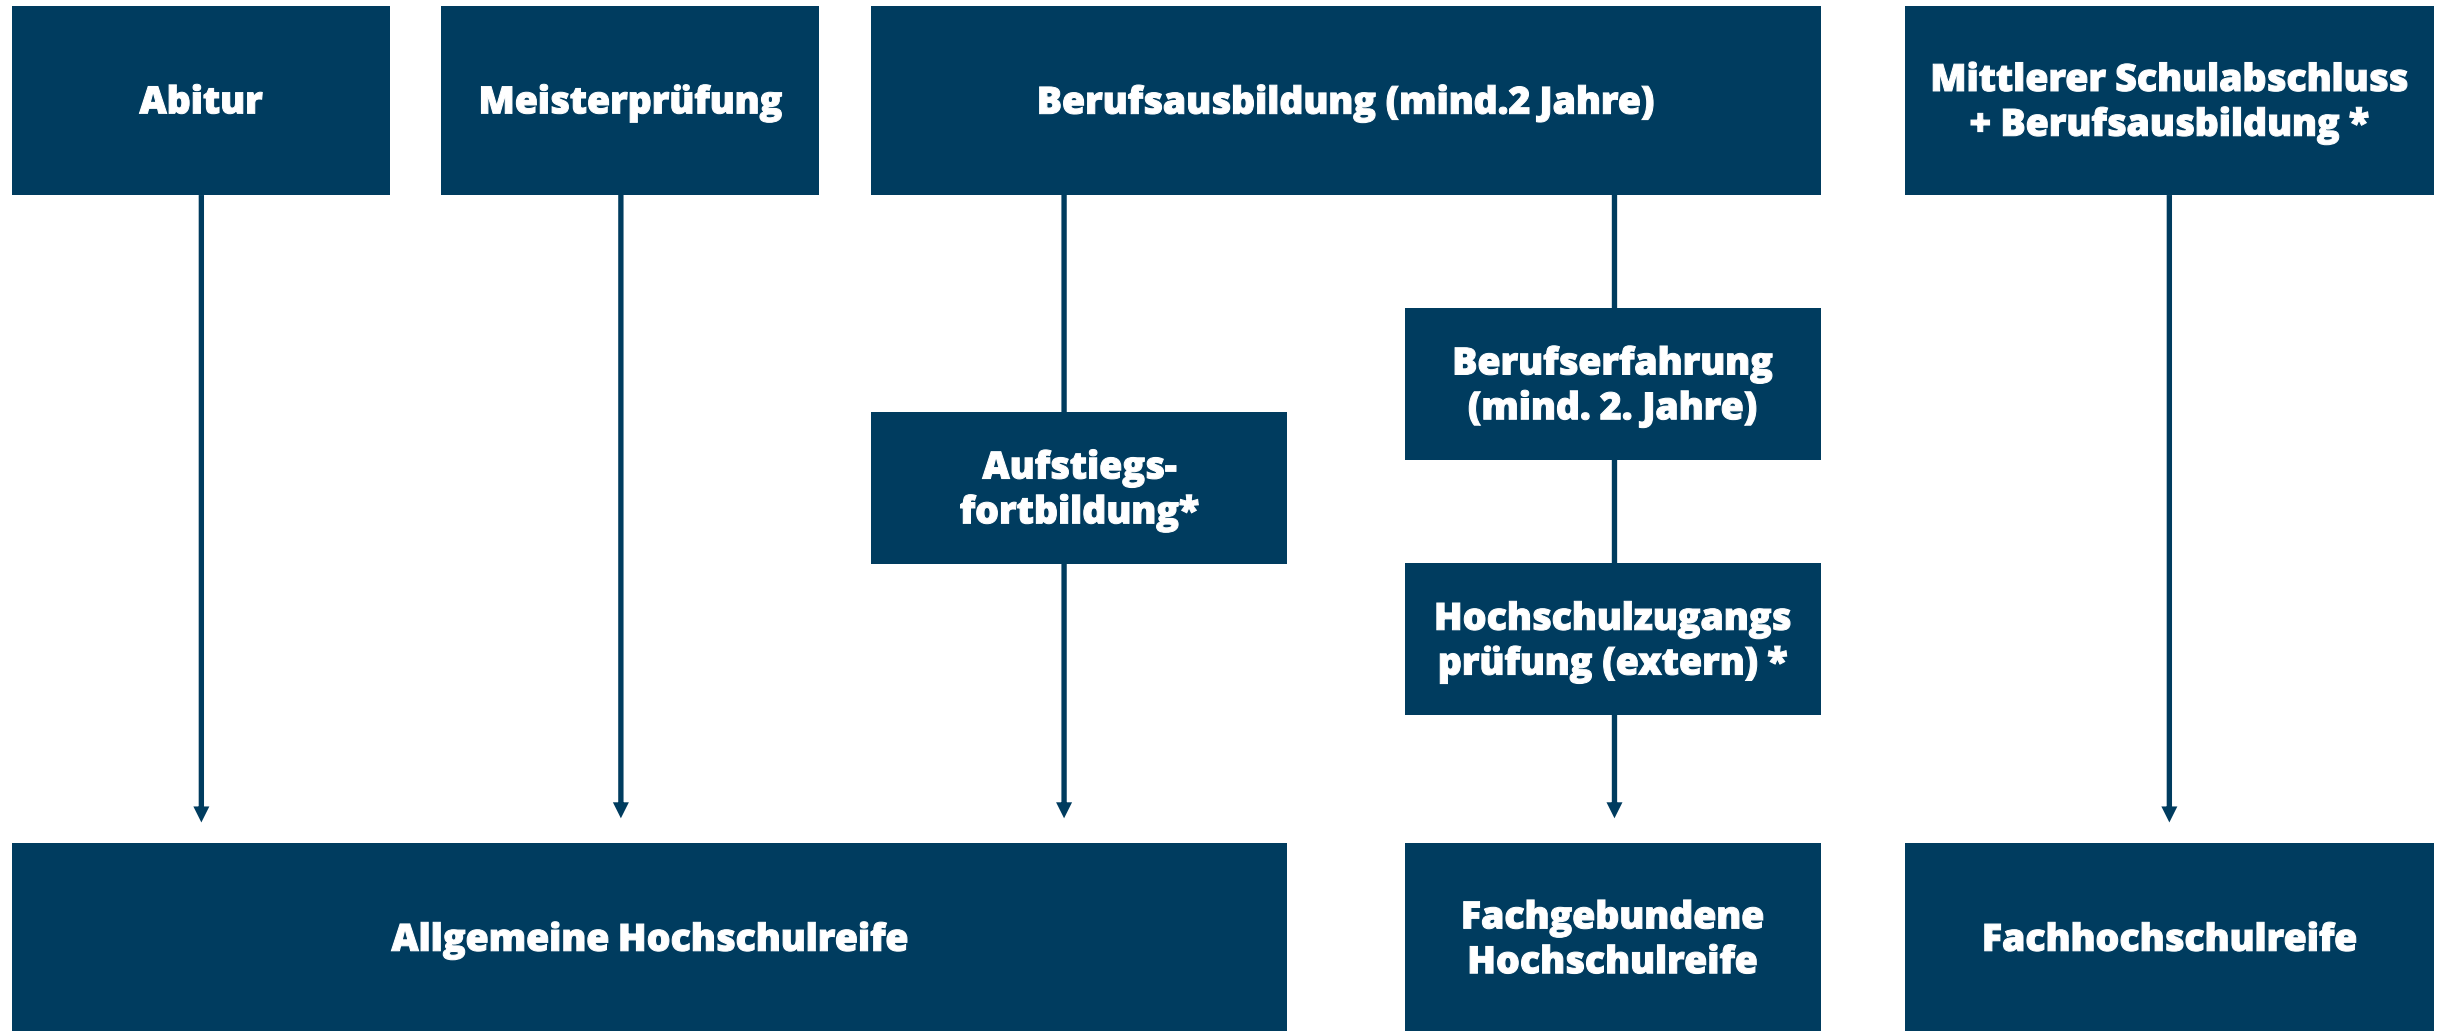 Abitur
Meisterprüfung
Berufsausbildung (mind.2 Jahre)
Mittlerer Schulabschluss
+ Berufsausbildung *
Berufserfahrung
(mind. 2. Jahre)
Aufstiegs-
fortbildung*
Hochschulzugangs
prüfung (extern) *
Allgemeine Hochschulreife
Fachgebundene
Hochschulreife
Fachhochschulreife